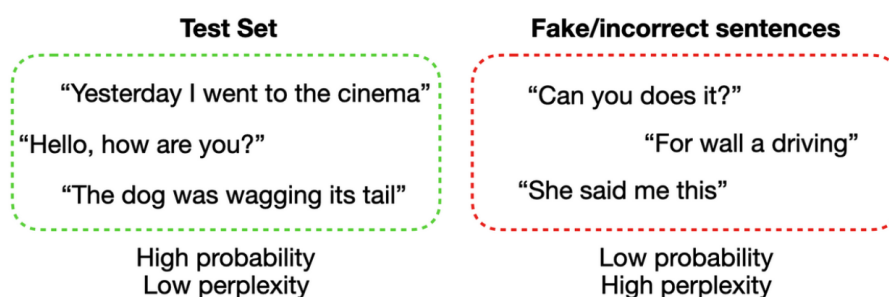 Test Set
“Yesterday I went to the cinema”
“Hello, how are you?”
“The dog was wagging its tail”
High probability
Low perplexity
Fake/incorrect sentences
“Can you does it?”
“For wall a driving”
“She said me this”
Low probability
High perplexity